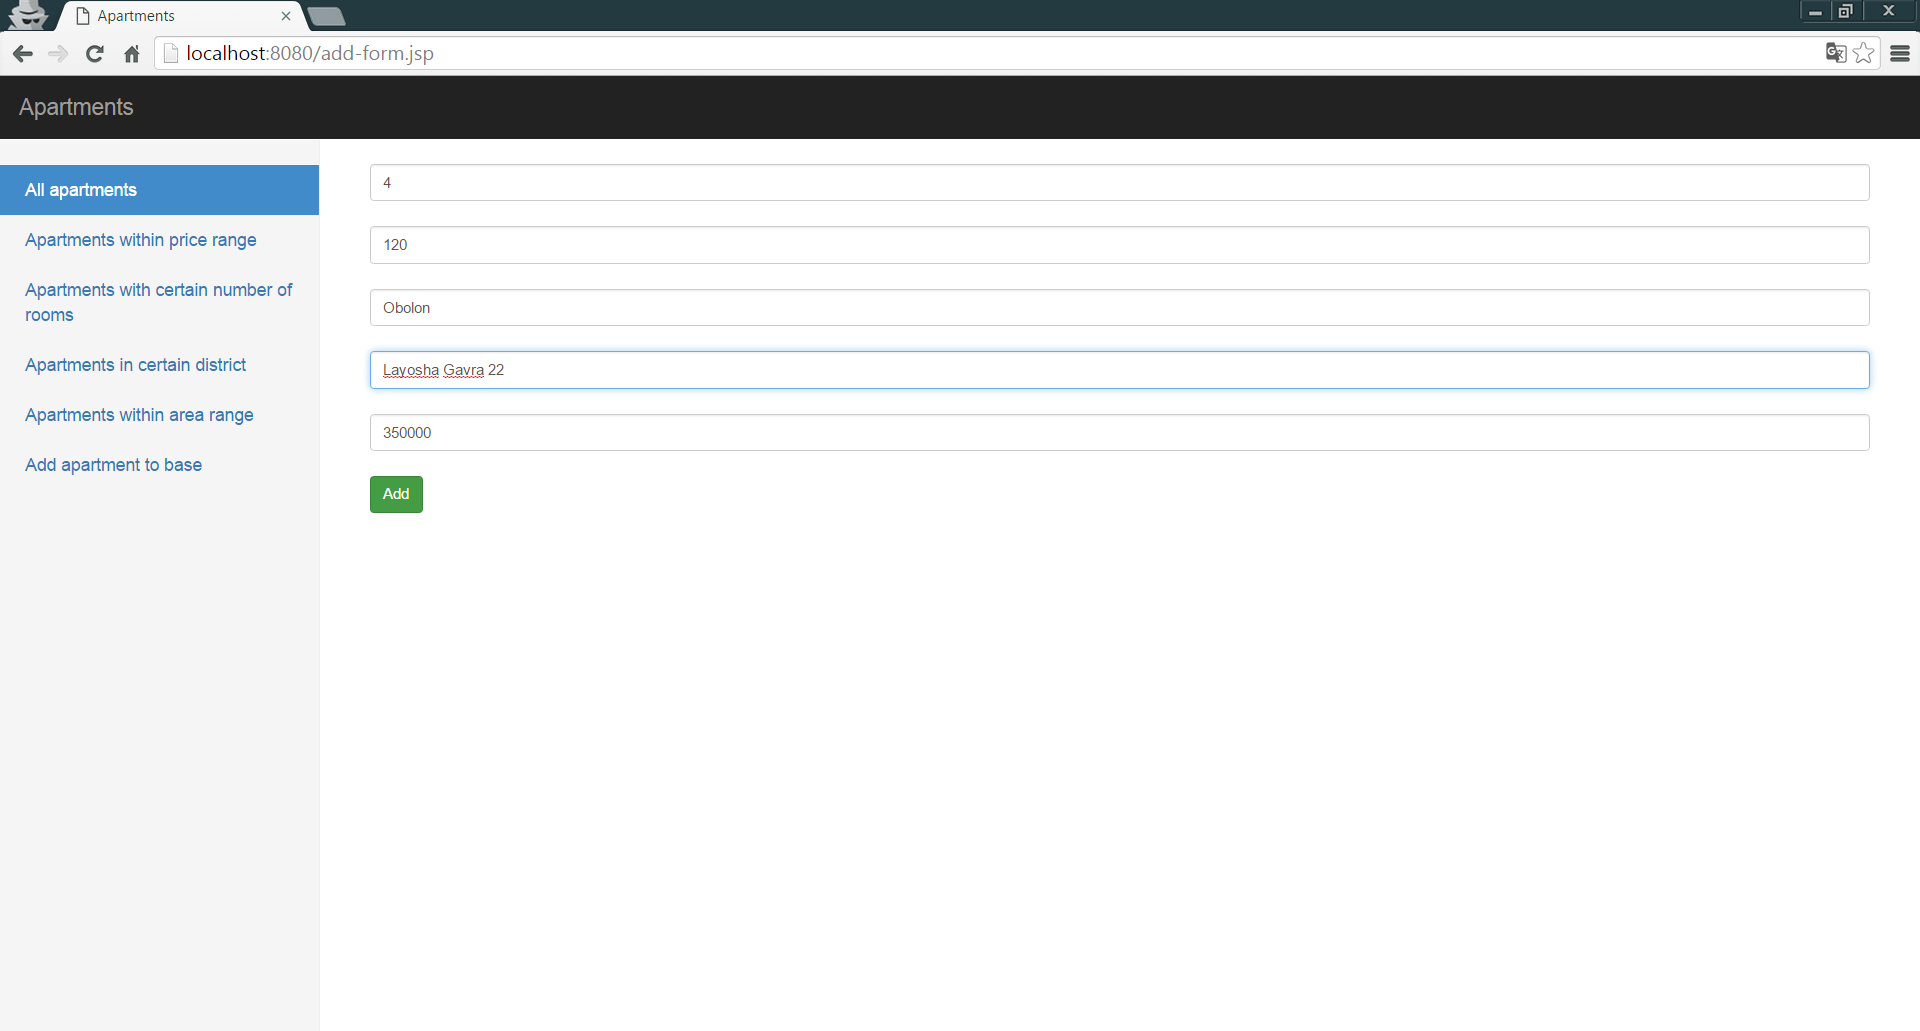 Apartments
localhost:8080/add-form.jsp
Apartments
All apartments
Apartments within price range
Apartments with certain number of
rooms
Apartments in certain district
Apartments within area range
Add apartment to base
4
120
Obolon
Layosha Gavra 22
350000
Add